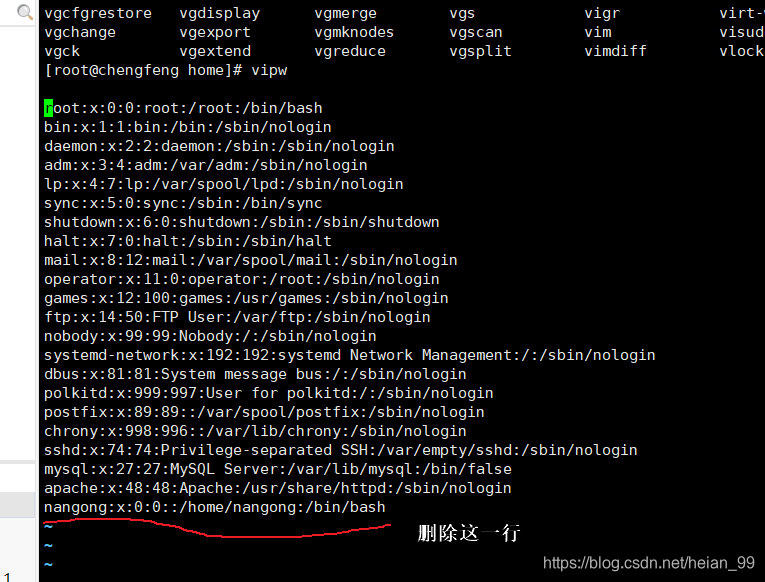 vgcfgrestore vgdisplay vgmerge vgs vigr virt-
vgchange vgexport vgmknodes vgscan vim visud
vgck vgextend vgreduce vgsplit vimdiff vlock
[root@chengfeng home]# vipw
root:x:0:0:root:/root:/bin/bash
bin:x:1:1:bin:/bin:/sbin/nologin
daemon:x:2:2:daemon:/sbin:/sbin/nologin
adm:x:3:4:adm:/var/adm:/sbin/nologin
lp:x:4:7:lp:/var/spool/lpd:/sbin/nologin
sync:x:5:0:sync:/sbin:/bin/sync
shutdown:x:6:0:shutdown:/sbin:/sbin/shutdown
halt:x:7:0:halt:/sbin:/sbin/halt
mail:x:8:12:mail:/var/spool/mail:/sbin/nologin
operator:x:11:0:operator:/root:/sbin/nologin
games:x:12:100:games:/usr/games:/sbin/nologin
ftp:x:14:50:FTP User:/var/ftp:/sbin/nologin
nobody:x:99:99:Nobody:/:/sbin/nologin
systemd-network:x:192:192:systemd Network Management:/:/sbin/nologin
dbus:x:81:81:System message bus:/:/sbin/nologin
polkitd:x:999:997:User for polkitd:/:/sbin/nologin
postfix:x:89:89::/var/spool/postfix:/sbin/nologin
chrony:x:998:996::/var/lib/chrony:/sbin/nologin
sshd:x:74:74:Privilege-separated SSH:/var/empty/sshd:/sbin/nologin
mysql:x:27:27:MySQL Server:/var/lib/mysql:/bin/false
apache:x:48:48:Apache:/usr/share/httpd:/sbin/nologin
nangong:x:0:0::/home/nangong:/bin/bash
~ 删除这一行
~
~ https://blog.csdn.net/heian_99
1